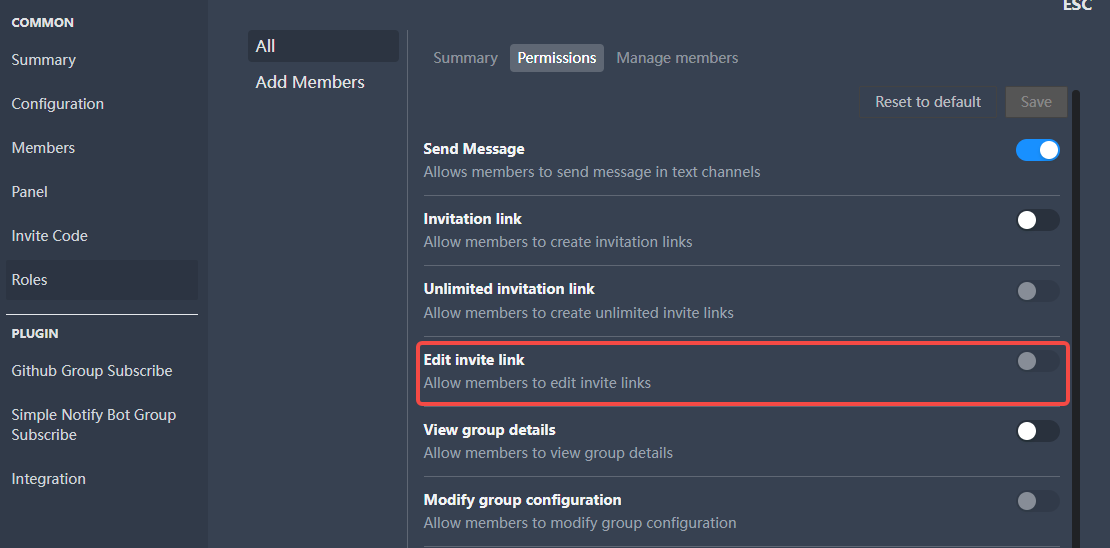 ESC
COMMON
Summary
Configuration
Members
Panel
Invite Code
Roles
PLUGIN
Github Group Subscribe
Simple Notify Bot Group
Subscribe
Integration
All
Add Members
Summary Permissions Manage members
Reset to default Save
Send Message
Allows members to send message in text channels
Invitation link
Allow members to create invitation links
Unlimited invitation link
Allow members to create unlimited invite links
Edit invite link
Allow members to edit invite links
View group details
Allow members to view group details
Modify group configuration
Allow members to modify group configuration